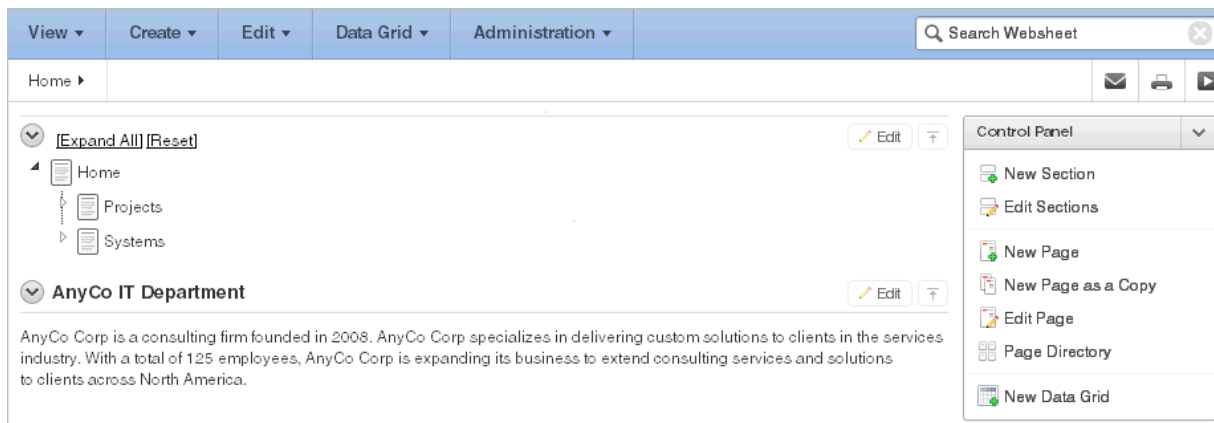 View Create Edit Data Grid Administration Search Websheet
Home
[Expand All] [Reset] Edit
Home
Projects
Systems
AnyCo IT Department Edit
AnyCo Corp is a consulting firm founded in 2008. AnyCo Corp specializes in delivering custom solutions to clients in the services
industry. With a total of 125 employees, AnyCo Corp is expanding its business to extend consulting services and solutions
to clients across North America.
Control Panel
New Section
Edit Sections
New Page
New Page as a Copy
Edit Page
Page Directory
New Data Grid